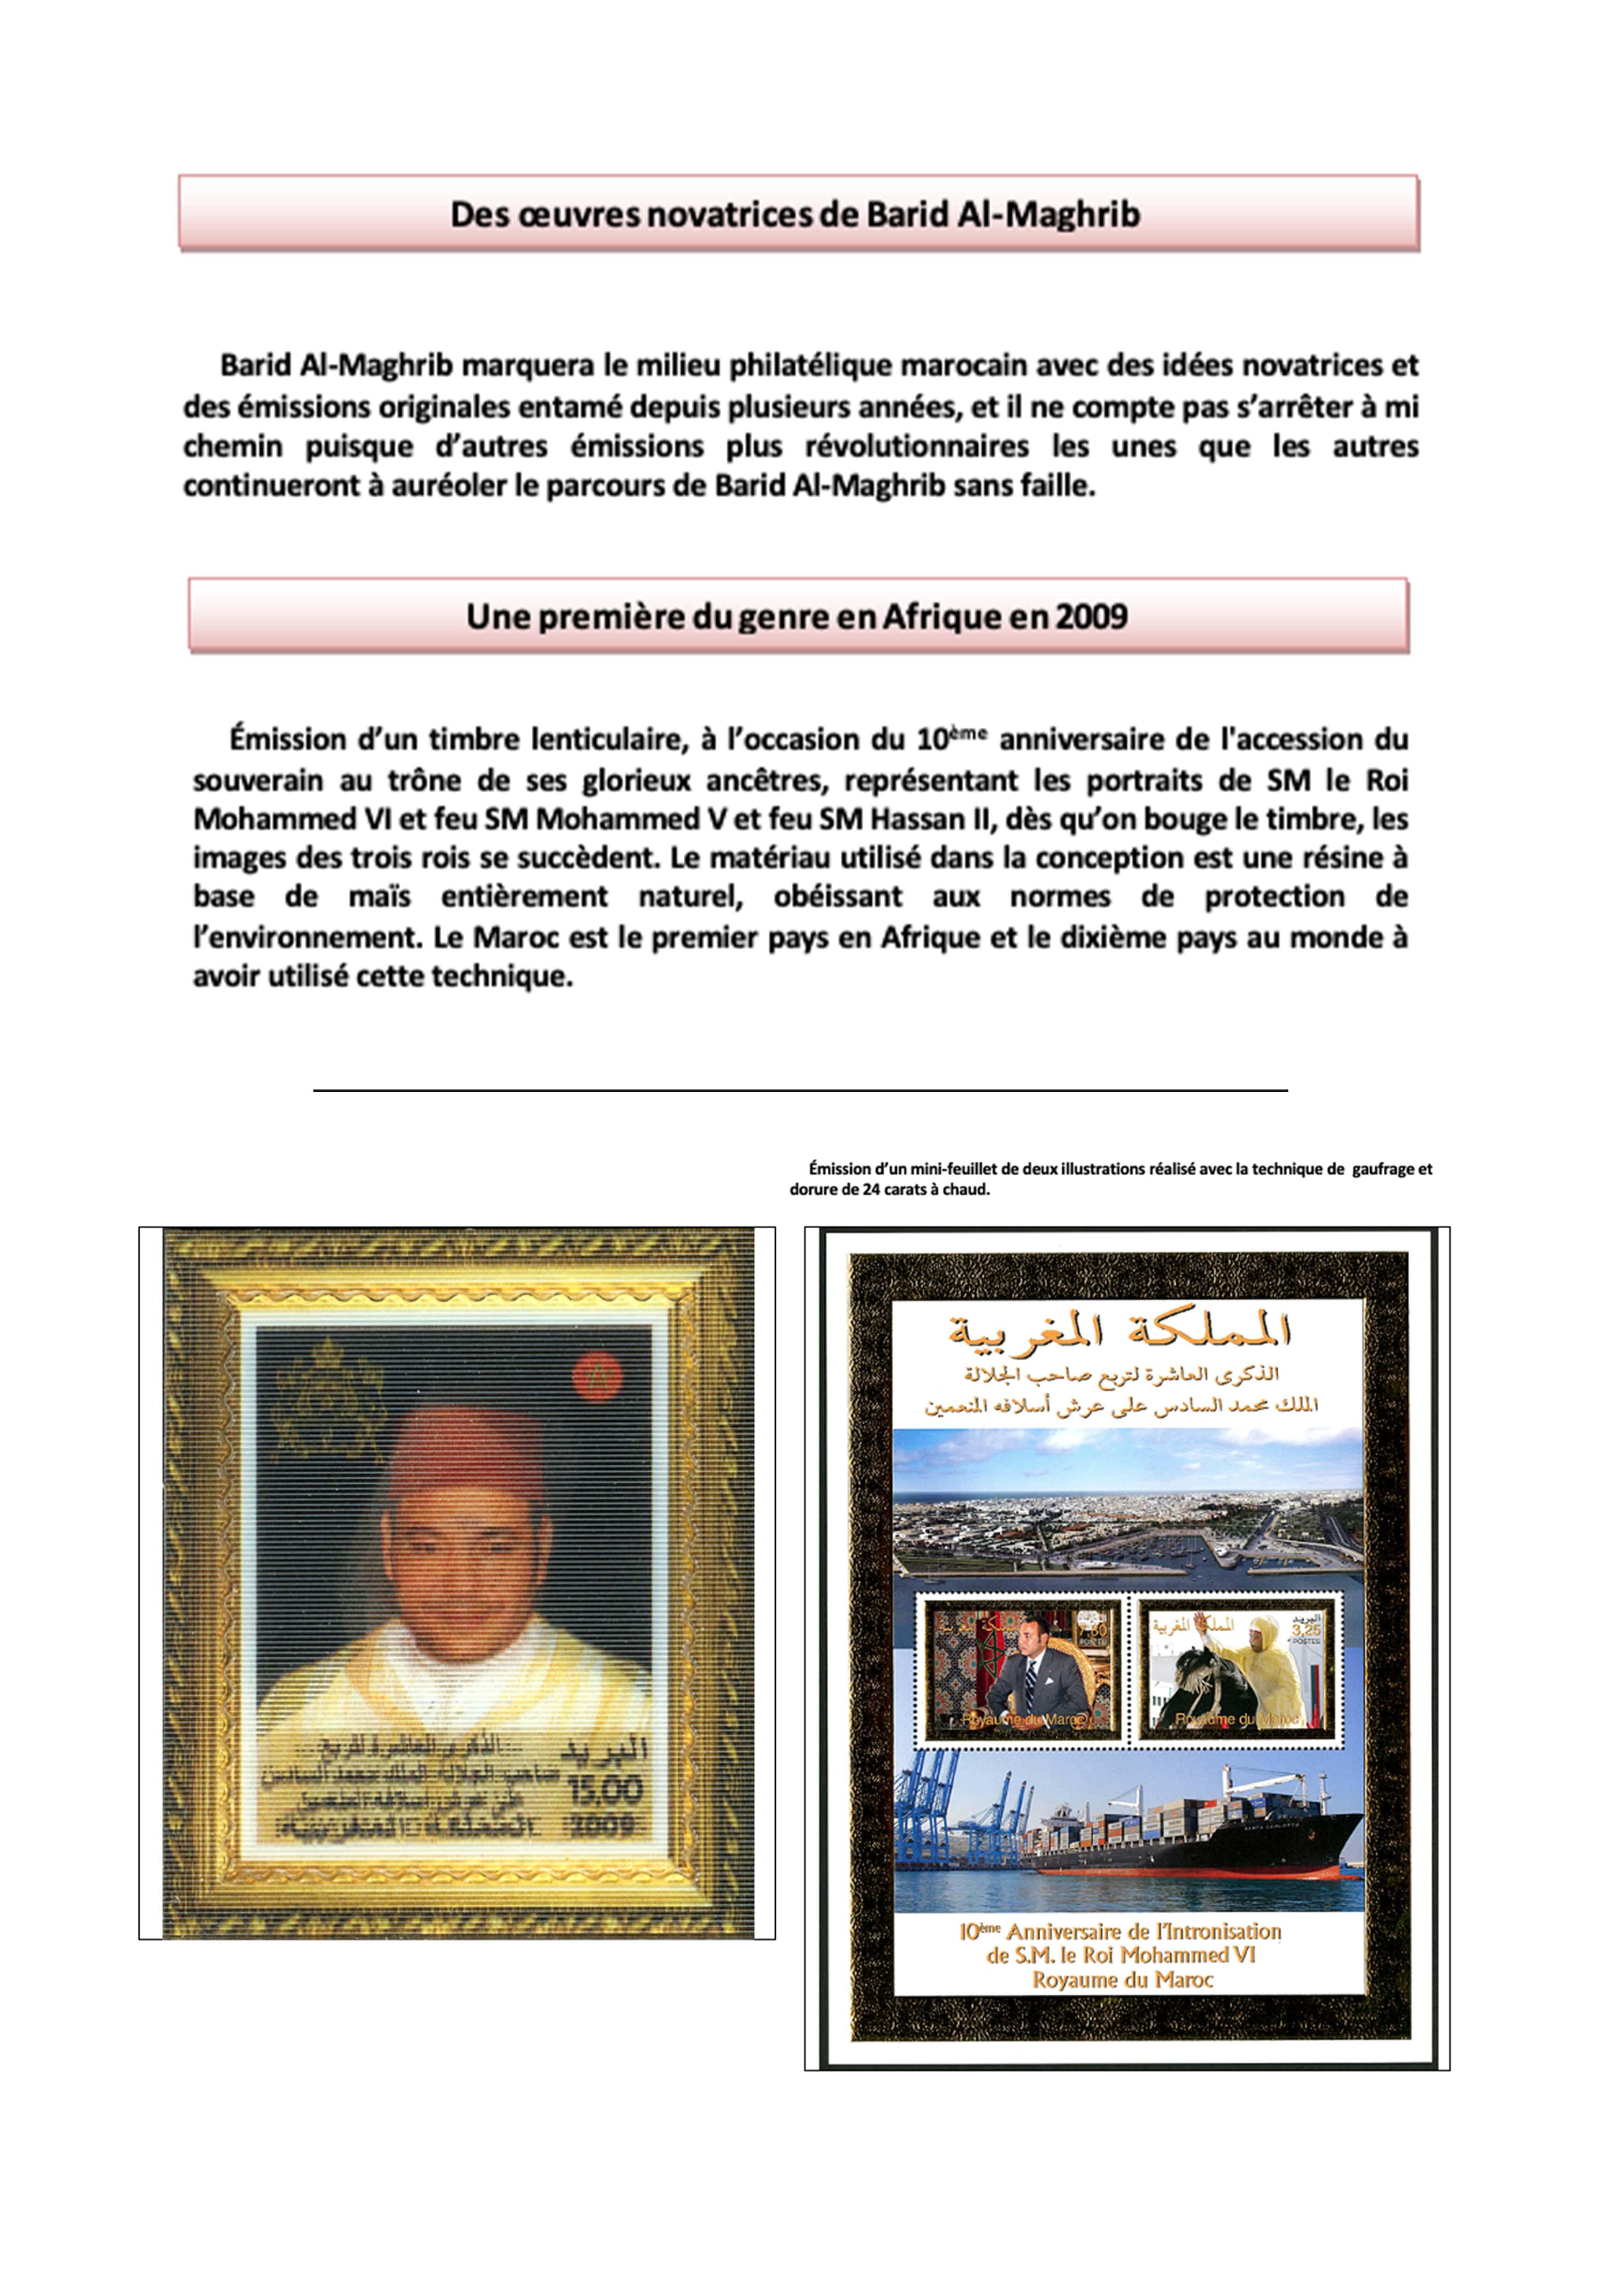 Des œuvres novatrices de Barid Al-Maghrib
Barid Al-Maghrib marquera le milieu philatélique marocain avec des idées novatrices et
des émissions originales entamé depuis plusieurs années, et il ne compte pas s’arrêter à mi
chemin puisque d’autres émissions plus révolutionnaires les unes que les autres
continueront à auréoler le parcours de Barid Al-Maghrib sans faille.
Une première du genre en Afrique en 2009
Émission d’un timbre lenticulaire, à l’occasion du 10ème anniversaire de l'accession du
souverain au trône de ses glorieux ancêtres, représentant les portraits de SM le Roi
Mohammed VI et feu SM Mohammed V et feu SM Hassan II, dès qu’on bouge le timbre, les
images des trois rois se succèdent. Le matériau utilisé dans la conception est une résine à
base de maïs entièrement naturel, obéissant aux normes de protection de
l’environnement. Le Maroc est le premier pays en Afrique et le dixième pays au monde à
avoir utilisé cette technique.
Émission d’un mini-feuillet de deux illustrations réalisé avec la technique de gaufrage et
dorure de 24 carats à chaud.
الذكرى العاشرة لتربع
البريد
صاحب الجلالة الملك محمد السادس
15,00
على عرش أسلافه المنعمين
المملكة المغربية
2009
المملكة المغربية
الذكرى العاشرة لتربع صاحب الجلالة
الملك محمد السادس على عرش أسلافه المنعمين
المملكة المغربية
Royaume du Maroc
المملكة المغربية
البريد
3,25
POSTES
Royaume du Maroc
10ème Anniversaire de l'Intronisation
de S.M. le Roi Mohammed VI
Royaume du Maroc